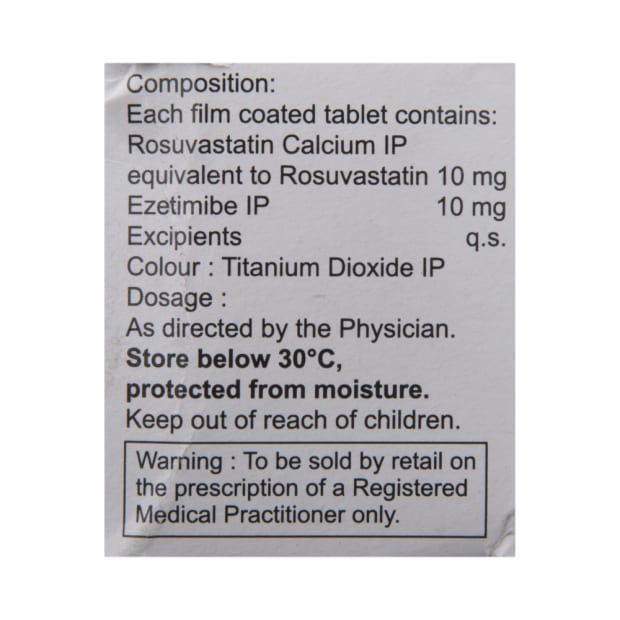 Composition:
Each film coated tablet contains:
Rosuvastatin Calcium IP
equivalent to Rosuvastatin 10 mg
Ezetimibe IP 10 mg
Excipients q.s.
Colour : Titanium Dioxide IP
Dosage :
As directed by the Physician.
Store below 30°C,
protected from moisture.
Keep out of reach of children.
Warning : To be sold by retail on
the prescription of a Registered
Medical Practitioner only.